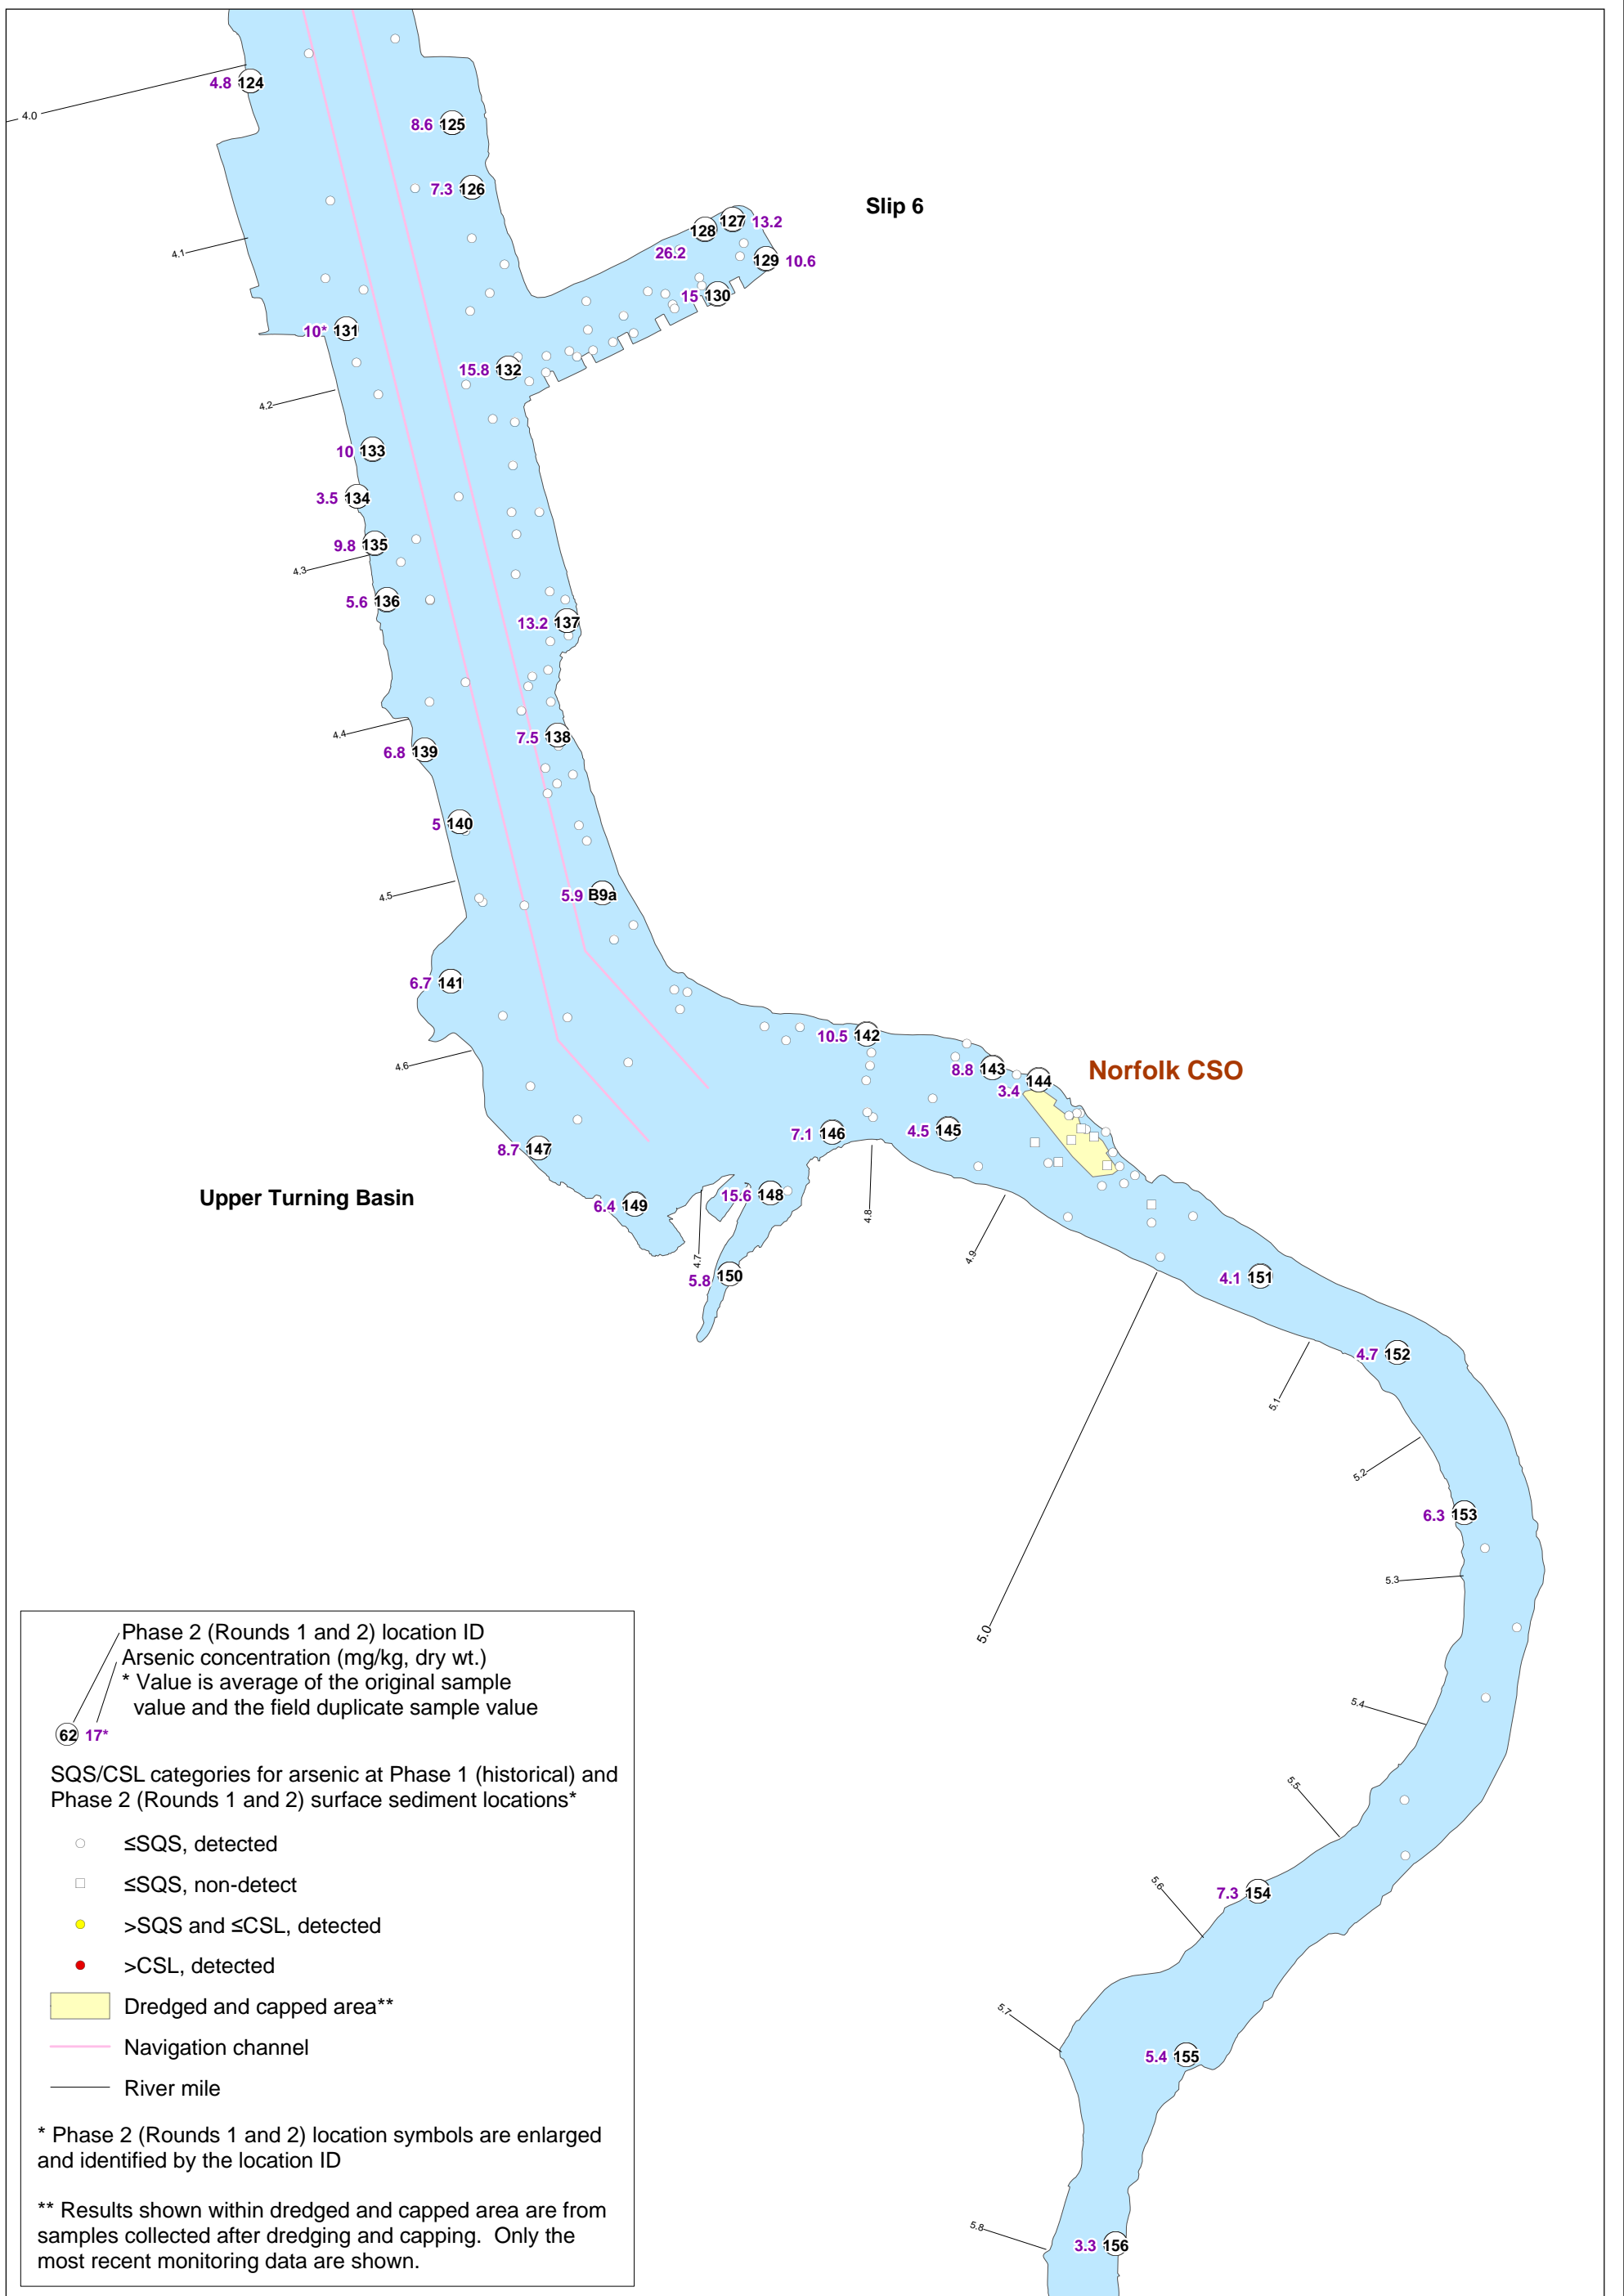 4.8 124
4.0
8.6 125
7.3 126
Slip 6
127 13.2
128
26.2
129 10.6
4.1
15 130
10* 131
15.8 132
4.2
10 133
3.5 134
9.8 135
4.3
5.6 136
13.2 137
4.4
7.5 138
6.8 139
5 140
4.5
5.9 B9a
6.7 141
10.5 142
4.6
8.8 143
Norfolk CSO
3.4 144
4.5 145
7.1 146
8.7 147
Upper Turning Basin
15.6 148
6.4 149
4.8
4.7
4.9
5.8 150
4.1 151
4.7 152
5.1
5.2
6.3 153
5.3
5.0
5.4
5.5
5.6
7.3 154
5.7
5.4 155
5.8
3.3 156
Phase 2 (Rounds 1 and 2) location ID
Arsenic concentration (mg/kg, dry wt.)
* Value is average of the original sample
value and the field duplicate sample value
62 17*
SQS/CSL categories for arsenic at Phase 1 (historical) and
Phase 2 (Rounds 1 and 2) surface sediment locations*
≤SQS, detected
≤SQS, non-detect
>SQS and ≤CSL, detected
>CSL, detected
Dredged and capped area**
Navigation channel
River mile
* Phase 2 (Rounds 1 and 2) location symbols are enlarged
and identified by the location ID
** Results shown within dredged and capped area are from
samples collected after dredging and capping. Only the
most recent monitoring data are shown.